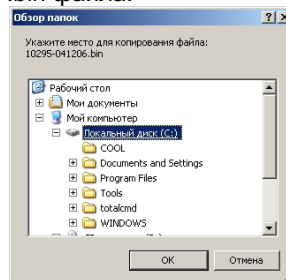 Обзор папок
Укажите место для копирования файла:
10295-041206.bin
Рабочий стол
Мои документы
Мой компьютер
Локальный диск (C:)
COOL
Documents and Settings
Program Files
Tools
totalcmd
WINDOWS
OK
Отмена